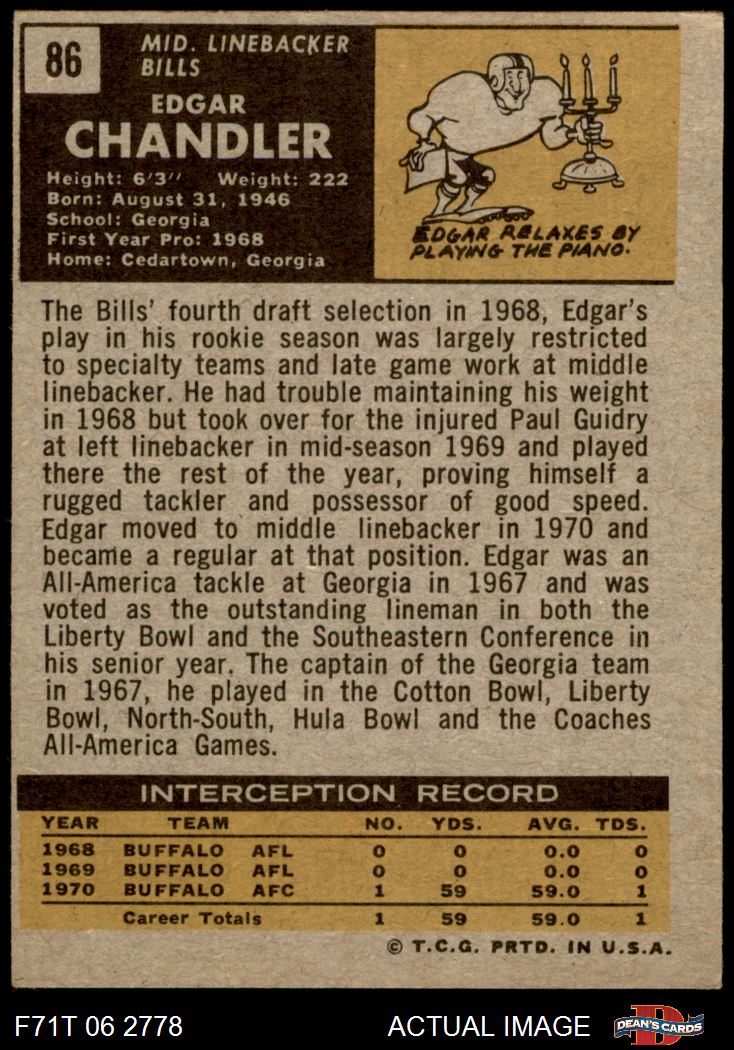 86
MID. LINEBACKER
BILLS
EDGAR
CHANDLER
Height: 6'3'' Weight: 222
Born: August 31, 1946
School: Georgia
First Year Pro: 1968
Home: Cedartown, Georgia
EDGAR RELAXES BY
PLAYING THE PIANO.
The Bills' fourth draft selection in 1968, Edgar's
play in his rookie season was largely restricted
to specialty teams and late game work at middle
linebacker. He had trouble maintaining his weight
in 1968 but took over for the injured Paul Guidry
at left linebacker in mid-season 1969 and played
there the rest of the year, proving himself a
rugged tackler and possessor of good speed.
Edgar moved to middle linebacker in 1970 and
became a regular at that position. Edgar was an
All-America tackle at Georgia in 1967 and was
voted as the outstanding lineman in both the
Liberty Bowl and the Southeastern Conference in
his senior year. The captain of the Georgia team
in 1967, he played in the Cotton Bowl, Liberty
Bowl, North-South, Hula Bowl and the Coaches
All-America Games.
INTERCEPTION RECORD
YEAR TEAM NO. YDS. AVG. TDS.
1968 BUFFALO AFL 0 0 0.0 0
1969 BUFFALO AFL 0 0 0.0 0
1970 BUFFALO AFC 1 59 59.0 1
Career Totals 1 59 59.0 1
© T.C.G. PRTD. IN U.S.A.
F71T 06 2778 ACTUAL IMAGE D DEAN'S CARDS